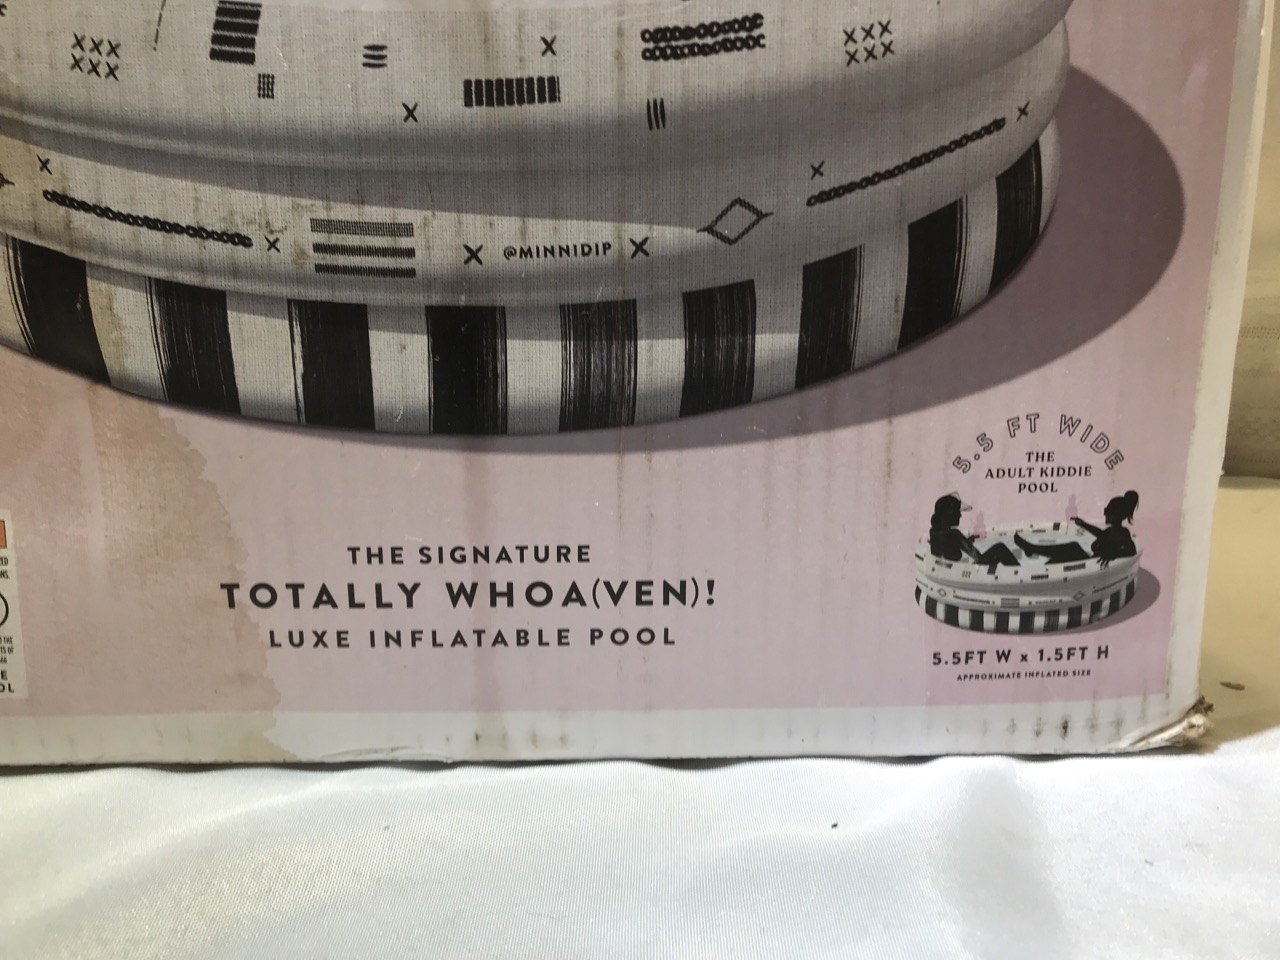 @MINNIDIP
5.5 FT WIDE
THE
ADULT KIDDIE
POOL
THE SIGNATURE
TOTALLY WHOA(VEN)!
LUXE INFLATABLE POOL
5.5FT W x 1.5FT H
APPROXIMATE INFLATED SIZE